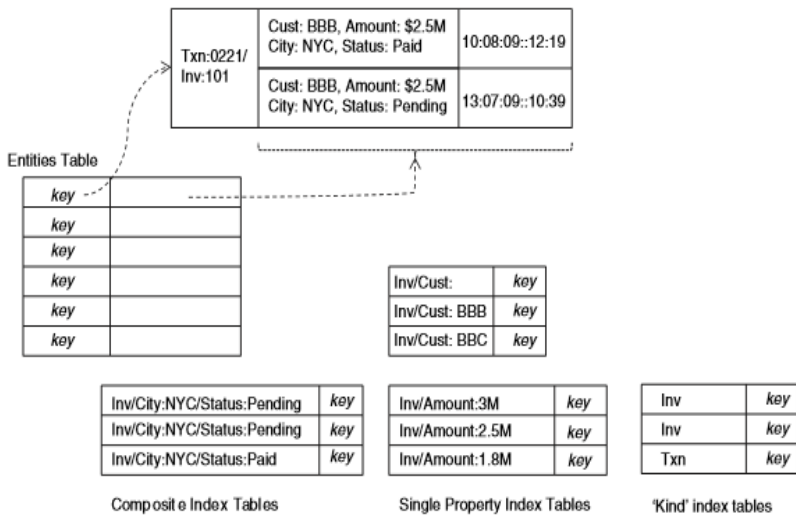 Txn:0221/
Inv:101
Cust: BBB, Amount: $2.5M
City: NYC, Status: Paid
10:08:09::12:19
Cust: BBB, Amount: $2.5M
City: NYC, Status: Pending
13:07:09::10:39
Entities Table
key
key
key
key
key
key
Inv/Cust: key
Inv/Cust: BBB key
Inv/Cust: BBC key
Inv/City:NYC/Status:Pending key
Inv/City:NYC/Status:Pending key
Inv/City:NYC/Status:Paid key
Composite Index Tables
Inv/Amount:3M key
Inv/Amount:2.5M key
Inv/Amount:1.8M key
Single Property Index Tables
Inv key
Inv key
Txn key
‘Kind’ index tables